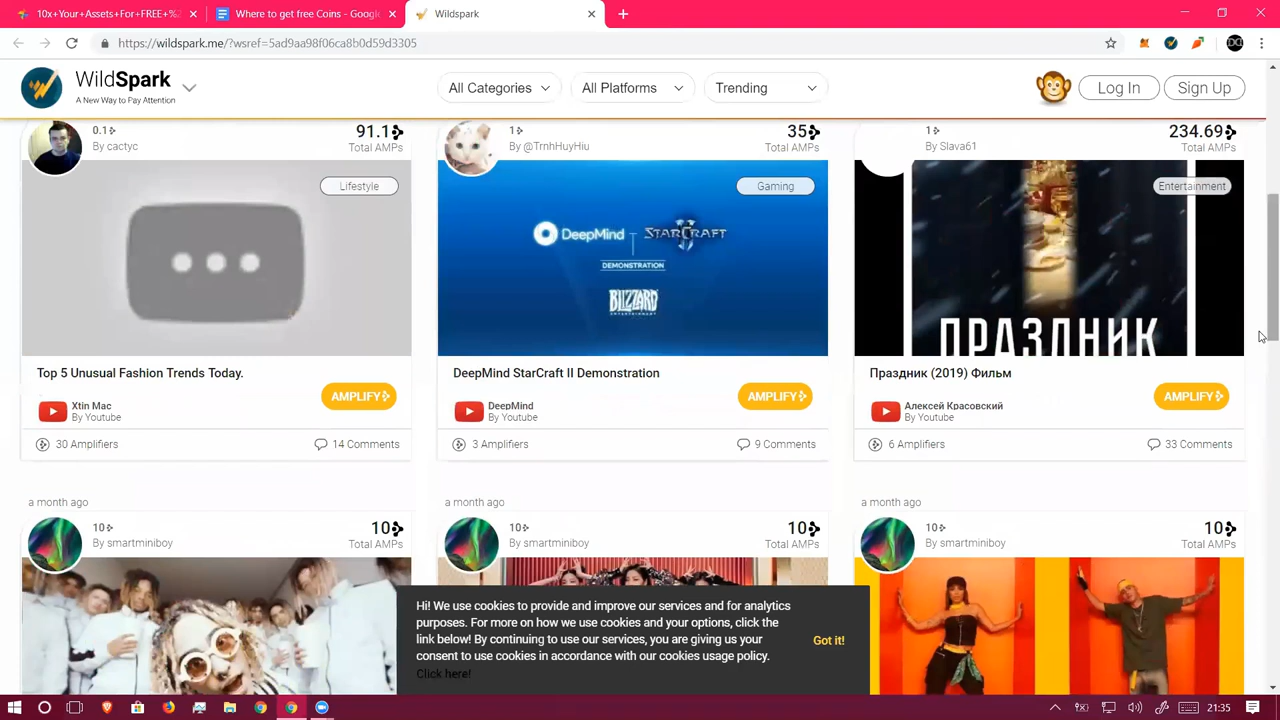 10x+Your+Assets+For+FREE+%2
Where to get free Coins - Google
Wildspark
https://wildspark.me/?wsref=5ad9aa98f06ca8b0d59d3305
WildSpark
A New Way to Pay Attention
All Categories
All Platforms
Trending
Log In
Sign Up
0.1
By cactyc
91.1
Total AMPs
1
By @TrnhHuyHiu
35
Total AMPs
1
By Slava61
234.69
Total AMPs
Lifestyle
Gaming
Entertainment
DeepMind
STARCRAFT II
DEMONSTRATION
BLIZZARD
ENTERTAINMENT
ПРАЗДНИК
Top 5 Unusual Fashion Trends Today.
DeepMind StarCraft II Demonstration
Праздник (2019) Фильм
AMPLIFY
AMPLIFY
AMPLIFY
Xtin Mac
By Youtube
DeepMind
By Youtube
Алексей Красовский
By Youtube
30 Amplifiers
14 Comments
3 Amplifiers
9 Comments
6 Amplifiers
33 Comments
a month ago
a month ago
a month ago
10
By smartminiboy
10
Total AMPs
10
By smartminiboy
10
Total AMPs
10
By smartminiboy
10
Total AMPs
Hi! We use cookies to provide and improve our services and for analytics
purposes. For more on how we use cookies and your options, click the
link below! By continuing to use our services, you are giving us your
consent to use cookies in accordance with our cookies usage policy.
Click here!
Got it!
21:35